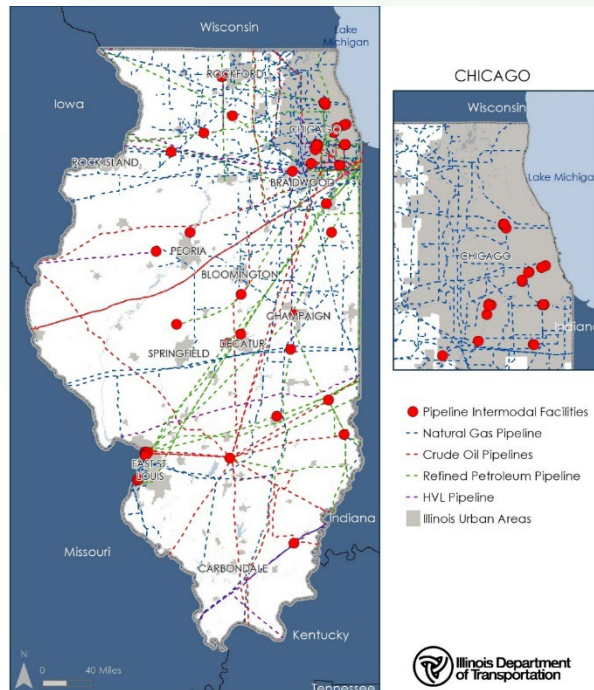 Wisconsin
Lake
Michigan
ROCKFORD
Iowa
CHICAGO
ROCK ISLAND
BRAIDWOOD
PEORIA
BLOOMINGTON
CHAMPAIGN
DECATUR
SPRINGFIELD
EAST ST.
LOUIS
Indiana
Missouri
CARBONDALE
Kentucky
N
0 40 Miles
Tennessee
CHICAGO
Wisconsin
Lake Michigan
CHICAGO
Indiana
Pipeline Intermodal Facilities
Natural Gas Pipeline
Crude Oil Pipelines
Refined Petroleum Pipeline
HVL Pipeline
Illinois Urban Areas
Illinois Department
of Transportation